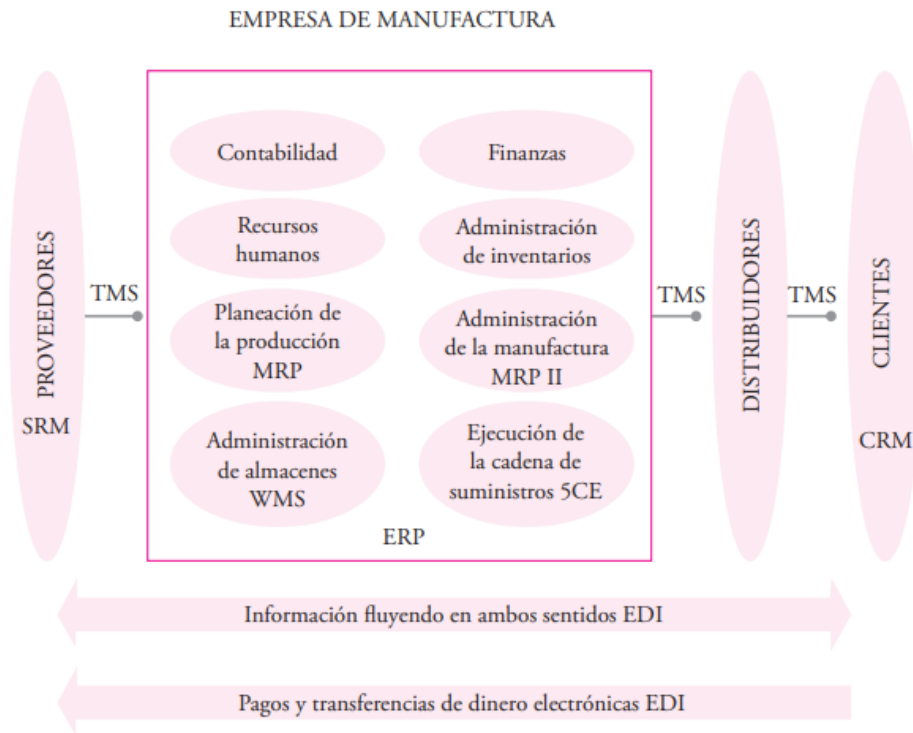 EMPRESA DE MANUFACTURA
PROVEEDORES
SRM
TMS
Contabilidad
Finanzas
Recursos
humanos
Administración
de inventarios
Planeación de
la producción
MRP
Administración
de la manufactura
MRP II
Administración
de almacenes
WMS
Ejecución de
la cadena de
suministros 5CE
ERP
TMS
DISTRIBUIDORES
TMS
CLIENTES
CRM
Información fluyendo en ambos sentidos EDI
Pagos y transferencias de dinero electrónicas EDI